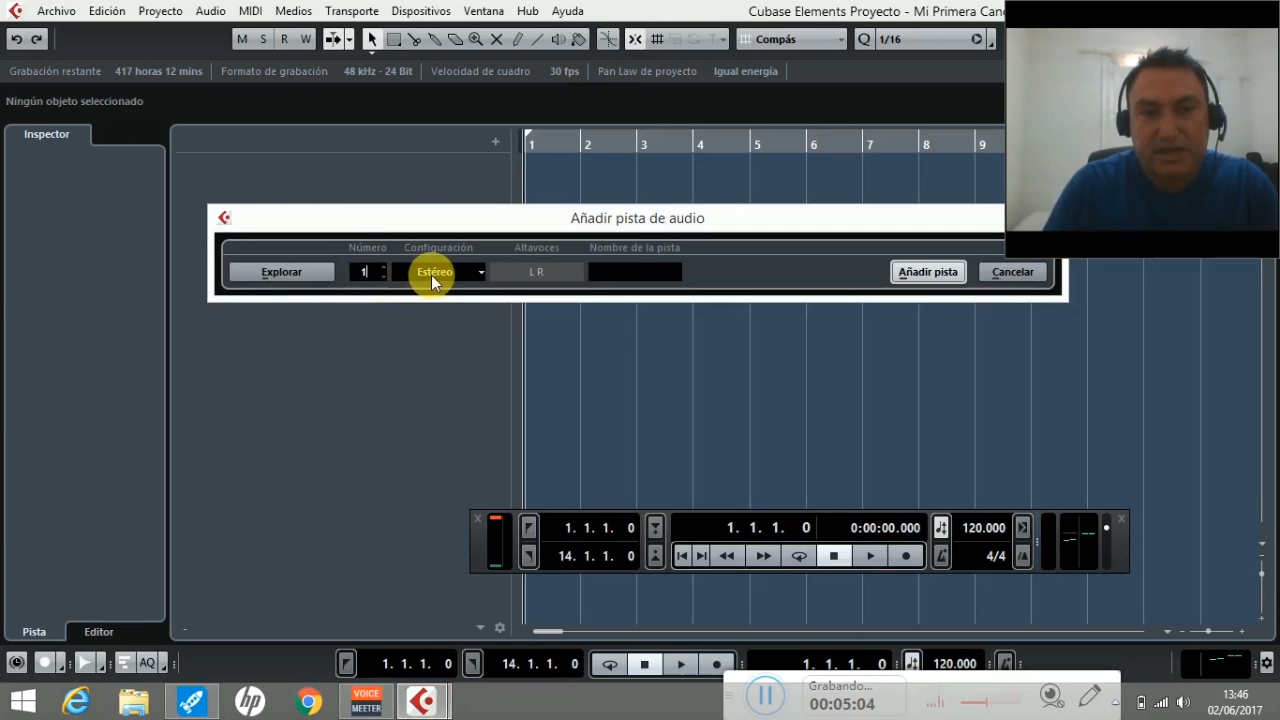 Archivo Edición Proyecto Audio MIDI Medios Transporte Dispositivos Ventana Hub Ayuda Cubase Elements Proyecto - Mi Primera Can
M S R W Compás Q 1/16
Grabación restante 417 horas 12 mins Formato de grabación 48 kHz - 24 Bit Velocidad de cuadro 30 fps Pan Law de proyecto Igual energía
Ningún objeto seleccionado
Inspector
1 2 3 4 5 6 7 8 9
Añadir pista de audio
Número Configuración Altavoces Nombre de la pista
Explorar 1 Estéreo L R Añadir pista Cancelar
1. 1. 1. 0 1. 1. 1. 0 0:00:00.000 120.000
14. 1. 1. 0 4/4
Pista Editor
AQ 1. 1. 1. 0 14. 1. 1. 0 1. 1. 1. 0 120.000
Grabando...
00:05:04
hp VOICE MEETER
13:46
02/06/2017